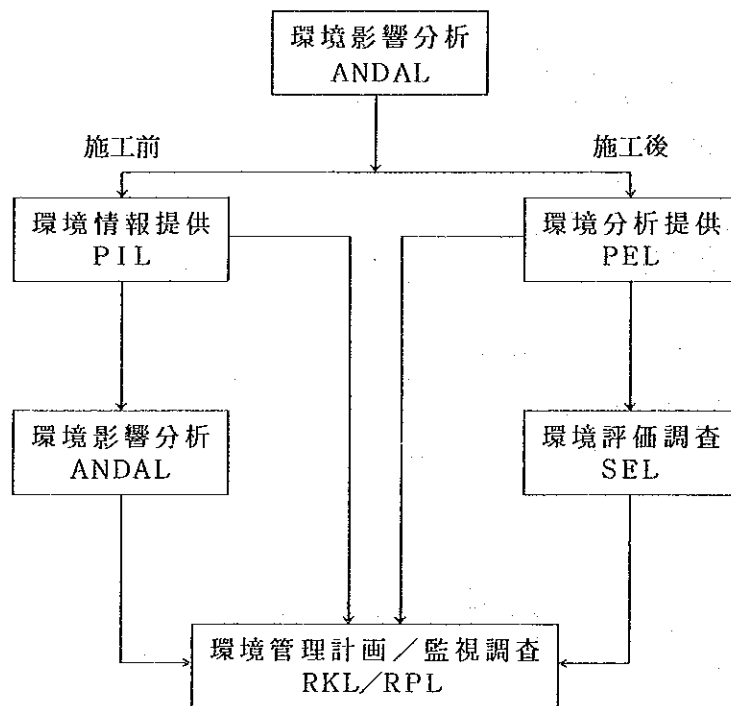 環境影響分析
ANDAL
施工前
施工後
環境情報提供
PIL
環境分析提供
PEL
環境影響分析
ANDAL
環境評価調査
SEL
環境管理計画／監視調査
RKL／RPL